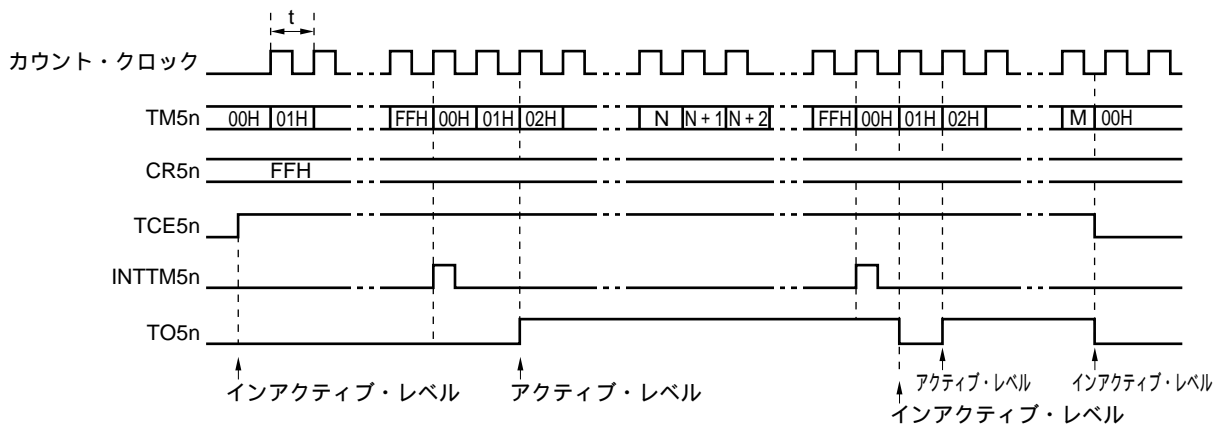 t
カウント・クロック
TM5n 00H 01H FFH 00H 01H 02H N N+1 N+2 FFH 00H 01H 02H M 00H
CR5n FFH
TCE5n
INTTM5n
TO5n
インアクティブ・レベル アクティブ・レベル アクティブ・レベル インアクティブ・レベル
インアクティブ・レベル